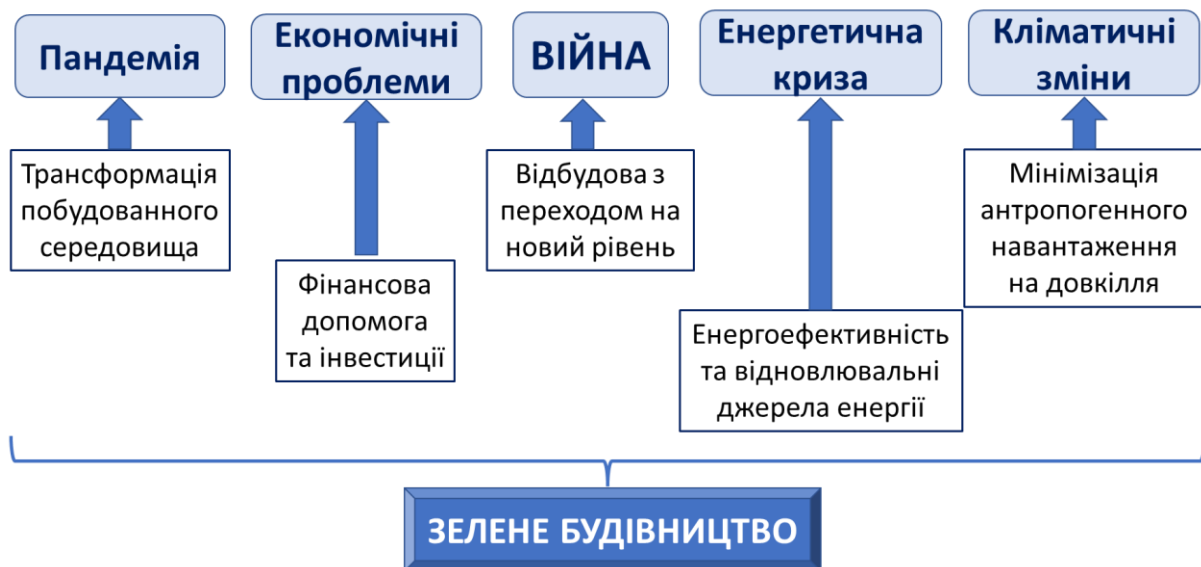 Пандемія
Економічні
проблеми
ВІЙНА
Енергетична
криза
Кліматичні
зміни
Трансформація
побудованного
середовища
Фінансова
допомога
та інвестиції
Відбудова з
переходом на
новий рівень
Енергоефективність
та відновлювальні
джерела енергії
Мінімізація
антропогенного
навантаження
на довкілля
ЗЕЛЕНЕ БУДІВНИЦТВО